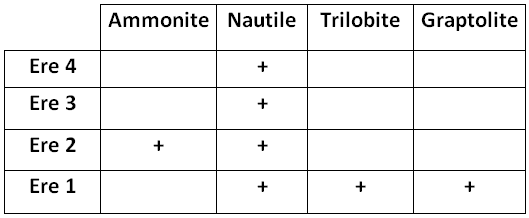 Ammonite Nautile Trilobite Graptolite
Ere 4 +
Ere 3 +
Ere 2 + +
Ere 1 + + +